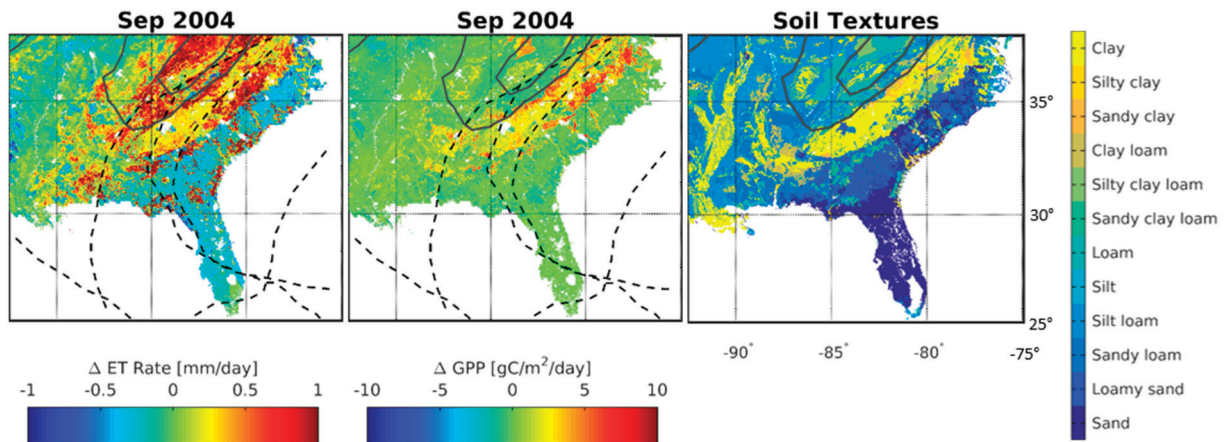 Sep 2004
Sep 2004
Soil Textures
Clay
Silty clay
Sandy clay
Clay loam
Silty clay loam
Sandy clay loam
Loam
Silt
Silt loam
Sandy loam
Loamy sand
Sand
35°
30°
25°
-90° -85° -80° -75°
Δ ET Rate [mm/day]
-1 -0.5 0 0.5 1
Δ GPP [gC/m²/day]
-10 -5 0 5 10